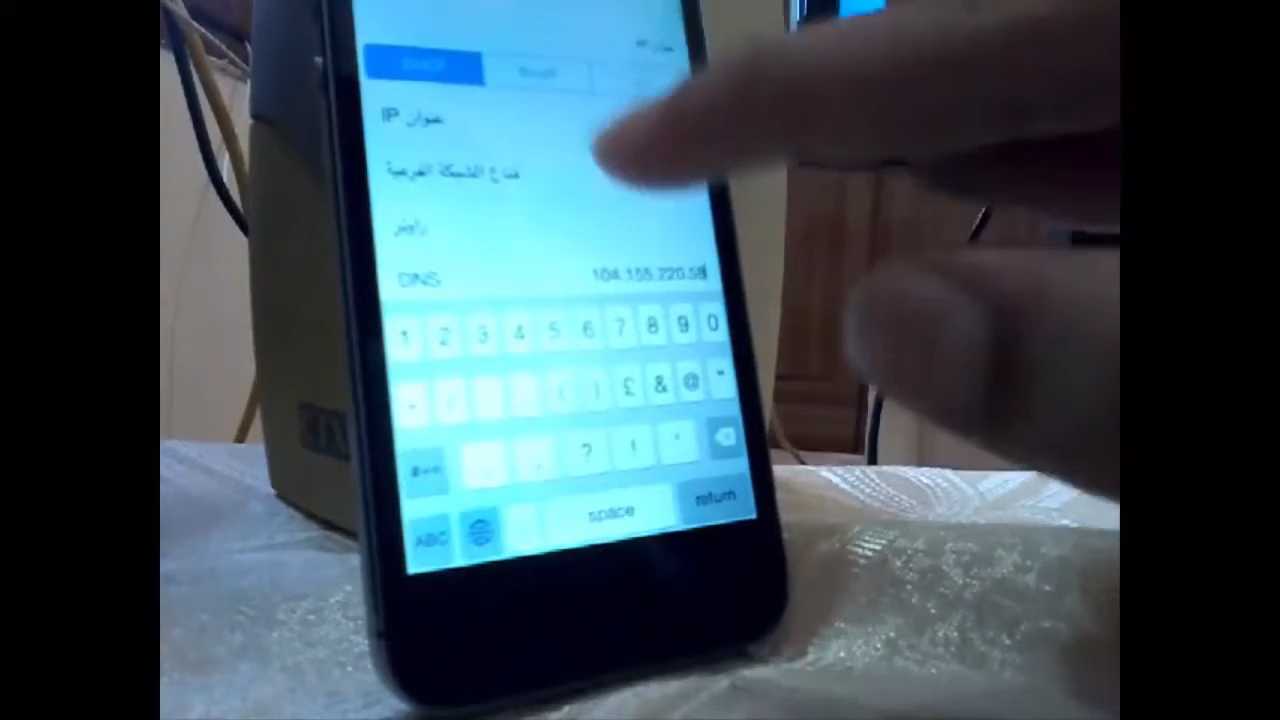 عنوان IP
قناع الشبكة الفرعية
راوتر
DNS 104.155.220.58
1 2 3 4 5 6 7 8 9 0
- / ( £ & @ "
#+= . , ? ! '
ABC space return